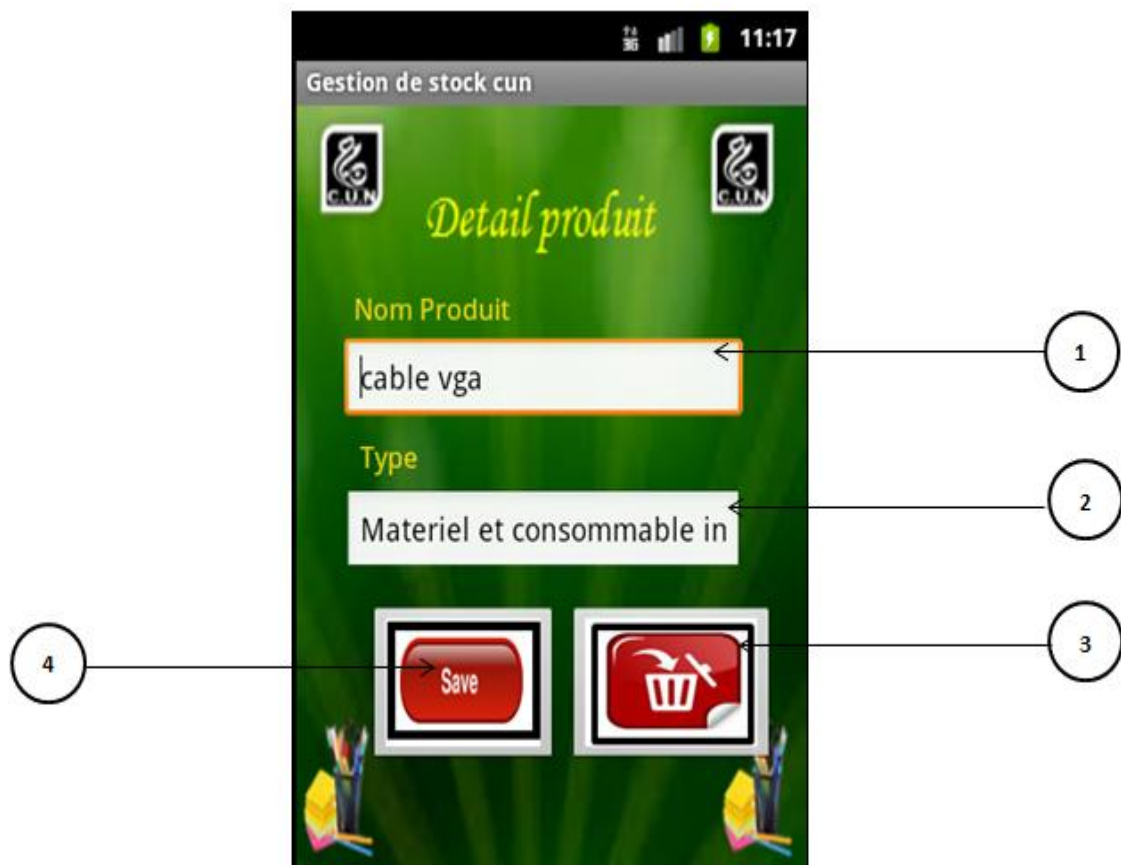 3G 11:17
Gestion de stock cun
C.U.N C.U.N
Detail produit
Nom Produit
1
cable vga
Type
2
Materiel et consommable in
3
4
Save